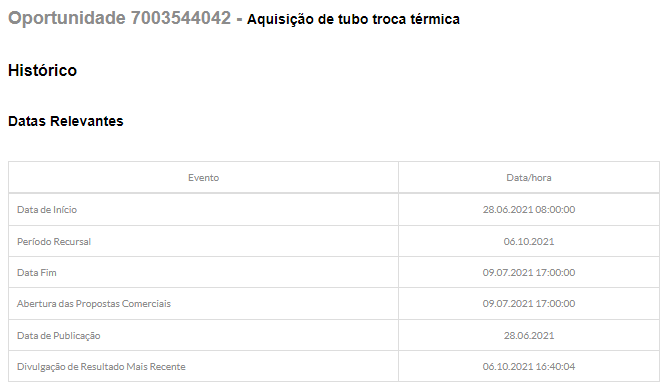 Oportunidade 7003544042 - Aquisição de tubo troca térmica
Histórico
Datas Relevantes
Evento Data/hora
Data de Início 28.06.2021 08:00:00
Período Recursal 06.10.2021
Data Fim 09.07.2021 17:00:00
Abertura das Propostas Comerciais 09.07.2021 17:00:00
Data de Publicação 28.06.2021
Divulgação de Resultado Mais Recente 06.10.2021 16:40:04